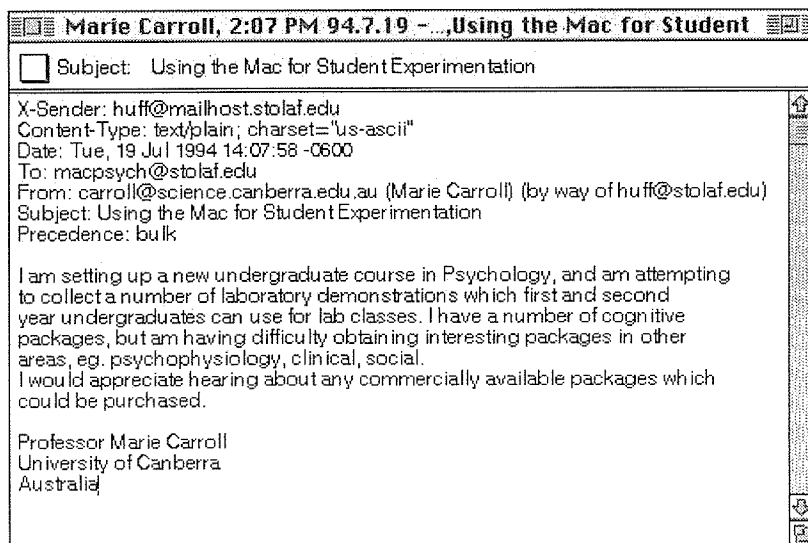 Marie Carroll, 2:07 PM 94.7.19 -...,Using the Mac for Student
Subject: Using the Mac for Student Experimentation
X-Sender: huff@mailhost.stolaf.edu
Content-Type: text/plain; charset="us-ascii"
Date: Tue, 19 Jul 1994 14:07:58 -0600
To: macpsych@stolaf.edu
From: carroll@science.canberra.edu.au (Marie Carroll) (by way of huff@stolaf.edu)
Subject: Using the Mac for Student Experimentation
Precedence: bulk
I am setting up a new undergraduate course in Psychology, and am attempting
to collect a number of laboratory demonstrations which first and second
year undergraduates can use for lab classes. I have a number of cognitive
packages, but am having difficulty obtaining interesting packages in other
areas, eg. psychophysiology, clinical, social.
I would appreciate hearing about any commercially available packages which
could be purchased.
Professor Marie Carroll
University of Canberra
Australia